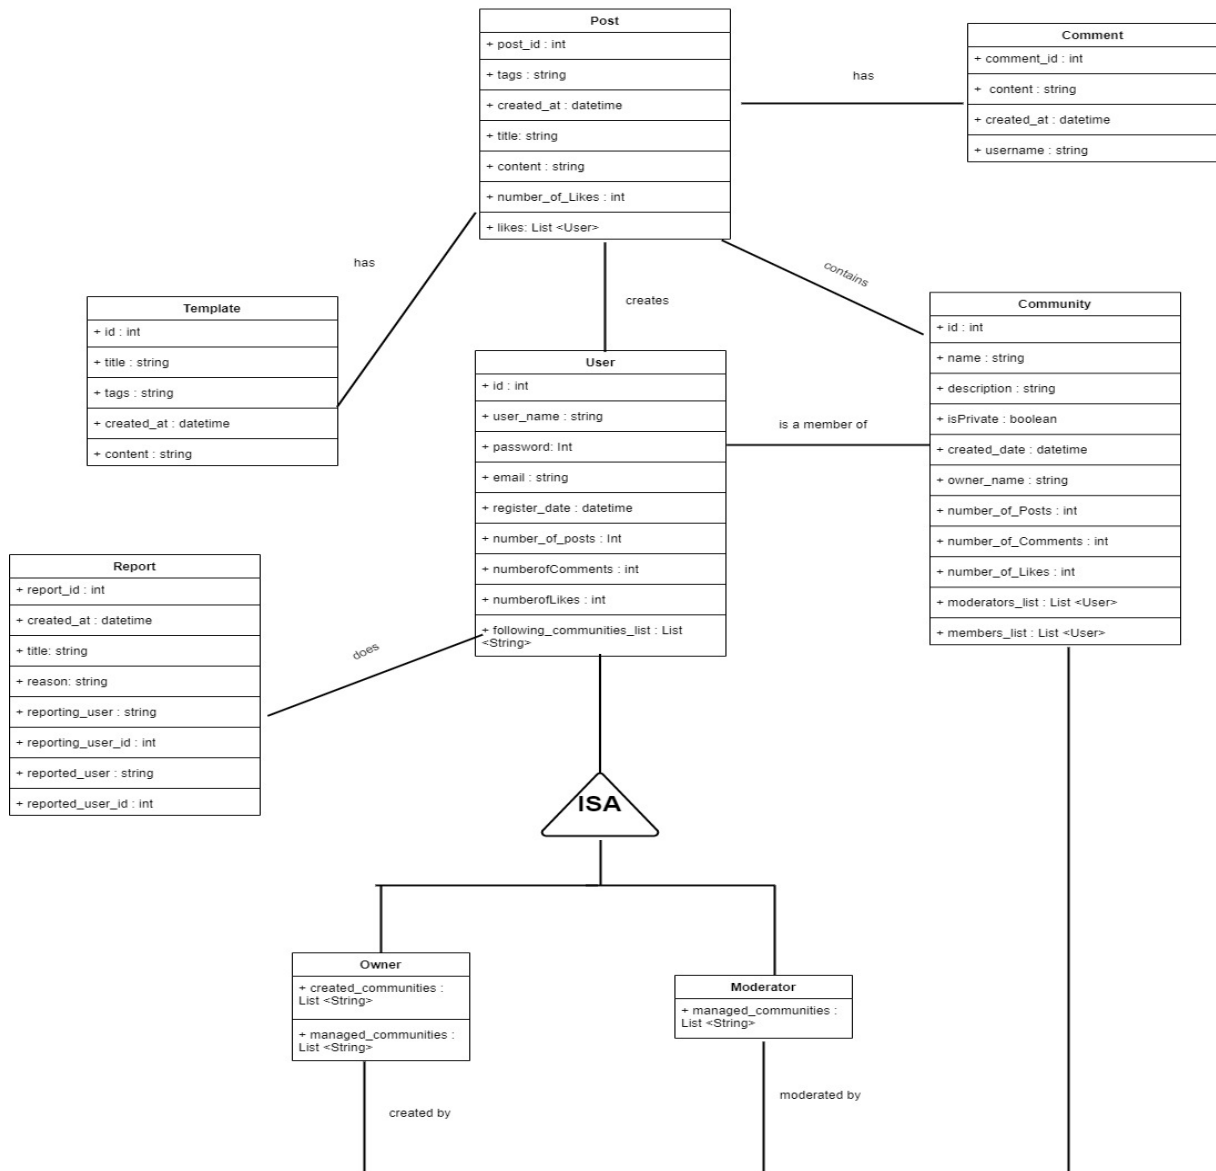 Post
+ post_id : int
+ tags : string
+ created_at : datetime
+ title: string
+ content : string
+ number_of_Likes : int
+ likes: List <User>
has
Comment
+ comment_id : int
+ content : string
+ created_at : datetime
+ username : string
has
creates
contains
Template
+ id : int
+ title : string
+ tags : string
+ created_at : datetime
+ content : string
User
+ id : int
+ user_name : string
+ password: Int
+ email : string
+ register_date : datetime
+ number_of_posts : Int
+ numberofComments : int
+ numberofLikes : int
+ following_communities_list : List
<String>
is a member of
Community
+ id : int
+ name : string
+ description : string
+ isPrivate : boolean
+ created_date : datetime
+ owner_name : string
+ number_of_Posts : int
+ number_of_Comments : int
+ number_of_Likes : int
+ moderators_list : List <User>
+ members_list : List <User>
Report
+ report_id : int
+ created_at : datetime
+ title: string
+ reason: string
+ reporting_user : string
+ reporting_user_id : int
+ reported_user : string
+ reported_user_id : int
does
ISA
Owner
+ created_communities :
List <String>
+ managed_communities :
List <String>
Moderator
+ managed_communities :
List <String>
created by
moderated by